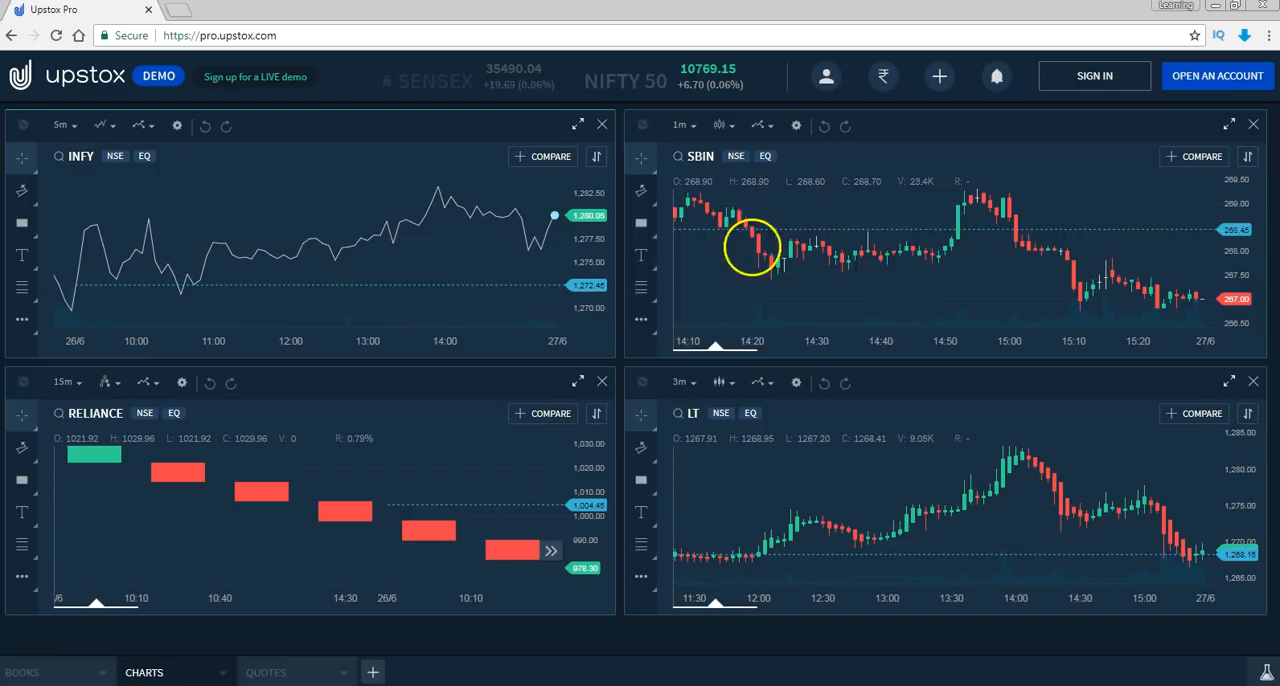 Upstox Pro
Learning
Secure https://pro.upstox.com
IQ
upstox DEMO Sign up for a LIVE demo
SENSEX 35490.04 +19.69 (0.06%)
NIFTY 50 10769.15 +6.70 (0.06%)
SIGN IN
OPEN AN ACCOUNT
5m
INFY NSE EQ
COMPARE
1,282.50
1,280.05
1,277.50
1,275.00
1,272.45
1,270.00
26/6 10:00 11:00 12:00 13:00 14:00 27/6
1m
SBIN NSE EQ
COMPARE
O: 268.90 H: 268.90 L: 268.60 C: 268.70 V: 23.4K R: -
269.50
269.00
268.45
268.00
267.50
267.00
266.50
14:10 14:20 14:30 14:40 14:50 15:00 15:10 15:20 27/6
15m
RELIANCE NSE EQ
COMPARE
O: 1021.92 H: 1029.96 L: 1021.92 C: 1029.96 V: 0 R: 0.79%
1,030.00
1,020.00
1,010.00
1,004.45
1,000.00
990.00
978.30
/6 10:10 10:40 14:30 26/6 10:10
3m
LT NSE EQ
COMPARE
O: 1267.91 H: 1268.95 L: 1267.20 C: 1268.41 V: 9.05K R: -
1,285.00
1,280.00
1,275.00
1,270.00
1,268.15
1,265.00
11:30 12:00 12:30 13:00 13:30 14:00 14:30 15:00 27/6
BOOKS
CHARTS
QUOTES